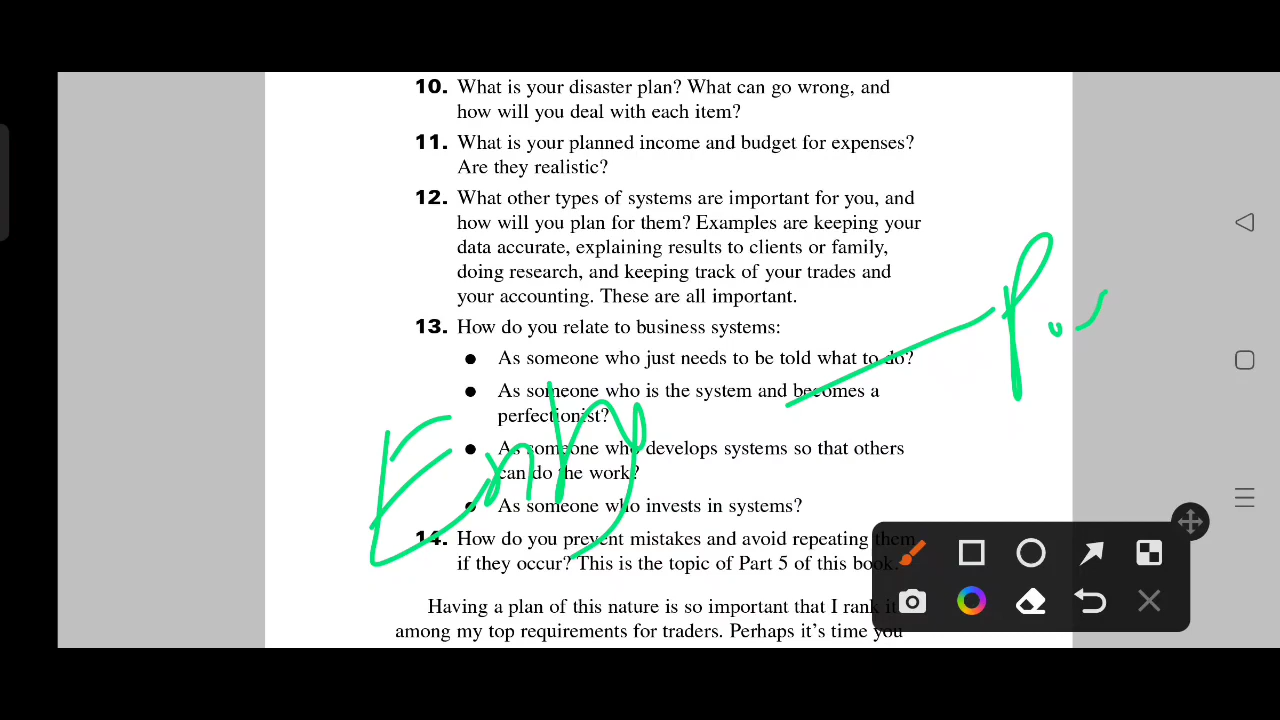 10. What is your disaster plan? What can go wrong, and
how will you deal with each item?
11. What is your planned income and budget for expenses?
Are they realistic?
12. What other types of systems are important for you, and
how will you plan for them? Examples are keeping your
data accurate, explaining results to clients or family,
doing research, and keeping track of your trades and
your accounting. These are all important.
13. How do you relate to business systems:
● As someone who just needs to be told what to do?
● As someone who is the system and becomes a
perfectionist?
● As someone who develops systems so that others
can do the work?
● As someone who invests in systems?
14. How do you prevent mistakes and avoid repeating them
if they occur? This is the topic of Part 5 of this book.
Having a plan of this nature is so important that I rank it
among my top requirements for traders. Perhaps it's time you